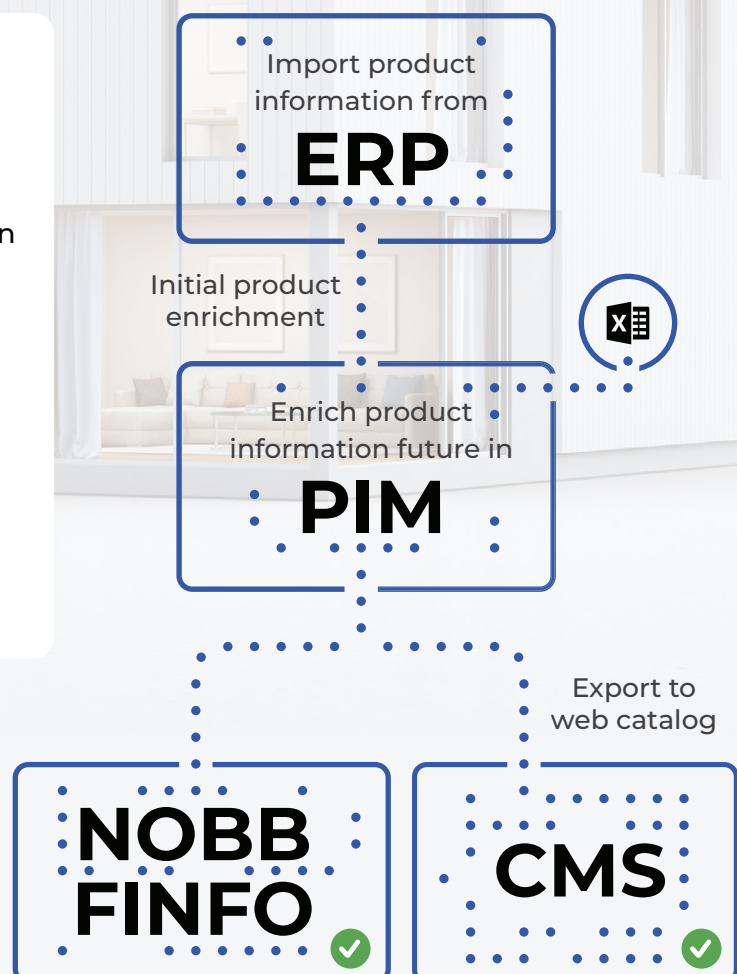 Import product
information from
ERP
n
Initial product
enrichment
X
Enrich product
information future in
PIM
Export to
web catalog
NOBB
FINFO
CMS